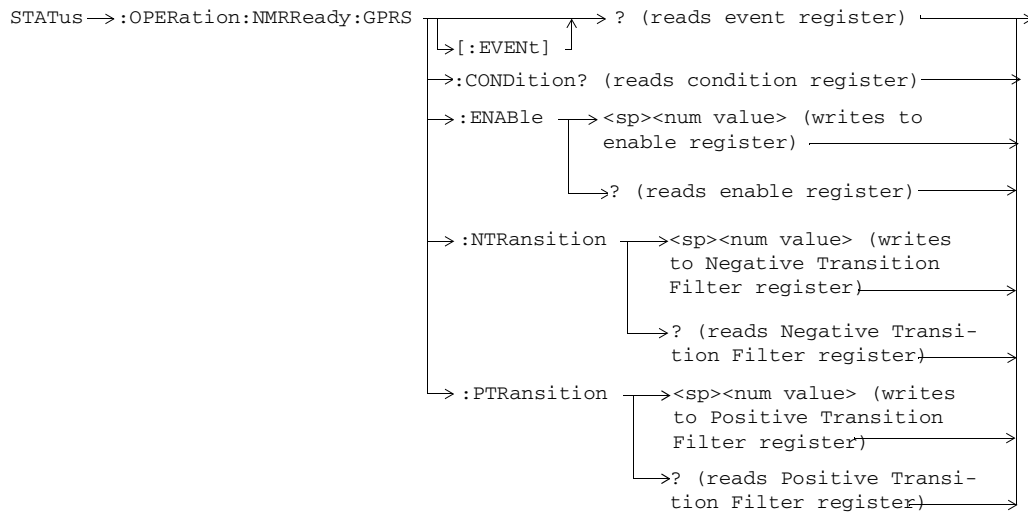 STATus :OPERation:NMRReady:GPRS ? (reads event register)
[:EVENt]
:CONDition? (reads condition register)
:ENABle <sp><num value> (writes to
enable register)
? (reads enable register)
:NTRansition <sp><num value> (writes
to Negative Transition
Filter register)
? (reads Negative Transi-
tion Filter register)
:PTRansition <sp><num value> (writes
to Positive Transition
Filter register)
? (reads Positive Transi-
tion Filter register)